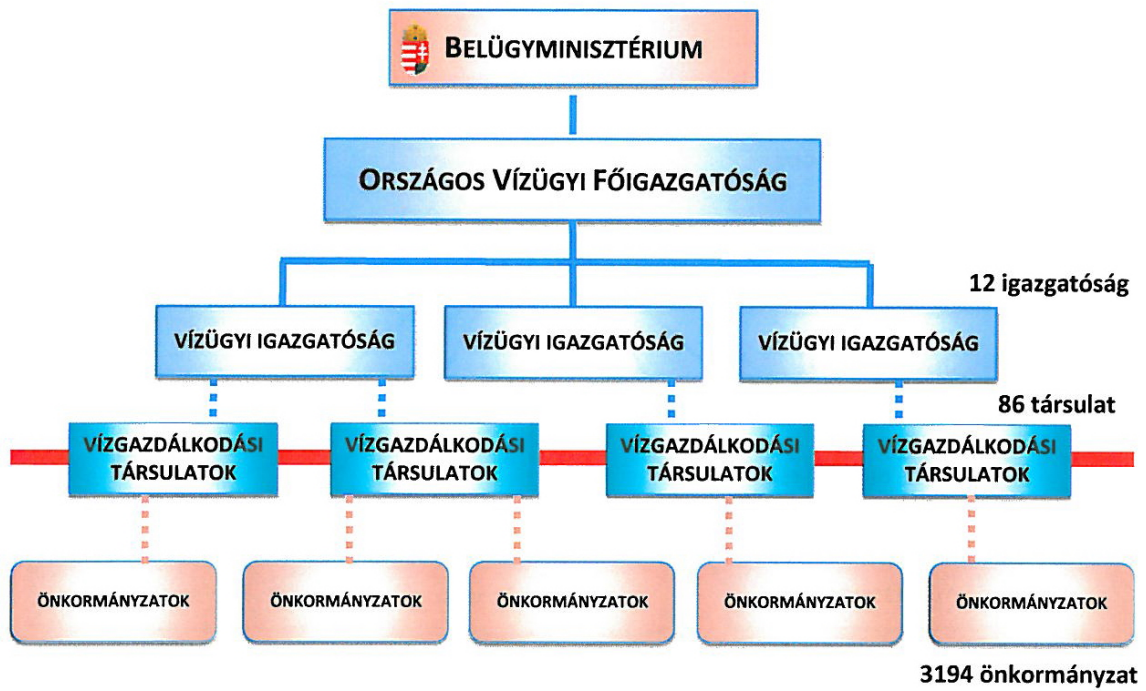 BELÜGYMINISZTÉRIUM
ORSZÁGOS VÍZÜGYI FŐIGAZGATÓSÁG
12 igazgatóság
VÍZÜGYI IGAZGATÓSÁG
VÍZÜGYI IGAZGATÓSÁG
VÍZÜGYI IGAZGATÓSÁG
86 társulat
VÍZGAZDÁLKODÁSI
TÁRSULATOK
VÍZGAZDÁLKODÁSI
TÁRSULATOK
VÍZGAZDÁLKODÁSI
TÁRSULATOK
VÍZGAZDÁLKODÁSI
TÁRSULATOK
ÖNKORMÁNYZATOK
ÖNKORMÁNYZATOK
ÖNKORMÁNYZATOK
ÖNKORMÁNYZATOK
ÖNKORMÁNYZATOK
3194 önkormányzat